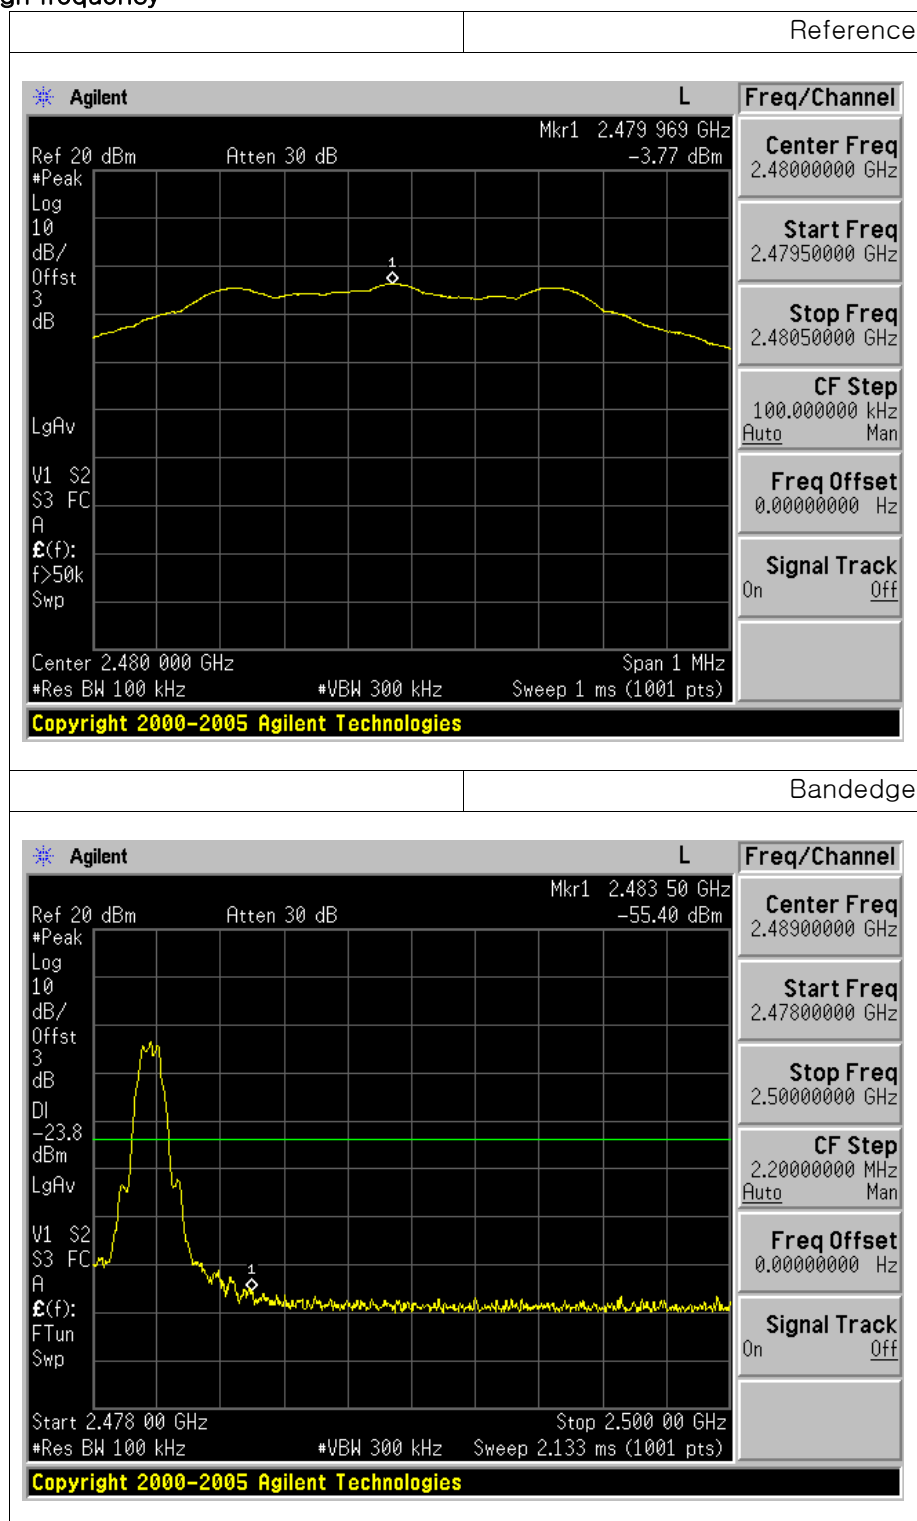 gh frequency
Reference
Agilent L Freq/Channel
Mkr1 2.479 969 GHz
Ref 20 dBm Atten 30 dB -3.77 dBm
#Peak
Log
10
dB/
Offst
3
dB
1
LgAv
V1 S2
S3 FC
A
£(f):
f>50k
Swp
Center 2.480 000 GHz Span 1 MHz
#Res BW 100 kHz #VBW 300 kHz Sweep 1 ms (1001 pts)
Copyright 2000-2005 Agilent Technologies
Center Freq
2.48000000 GHz
Start Freq
2.47950000 GHz
Stop Freq
2.48050000 GHz
CF Step
100.000000 kHz
Auto Man
Freq Offset
0.00000000 Hz
Signal Track
On Off
Bandedge
Agilent L Freq/Channel
Mkr1 2.483 50 GHz
Ref 20 dBm Atten 30 dB -55.40 dBm
#Peak
Log
10
dB/
Offst
3
dB
DI
-23.8
dBm
LgAv
1
V1 S2
S3 FC
A
£(f):
FTun
Swp
Start 2.478 00 GHz Stop 2.500 00 GHz
#Res BW 100 kHz #VBW 300 kHz Sweep 2.133 ms (1001 pts)
Copyright 2000-2005 Agilent Technologies
Center Freq
2.48900000 GHz
Start Freq
2.47800000 GHz
Stop Freq
2.50000000 GHz
CF Step
2.20000000 MHz
Auto Man
Freq Offset
0.00000000 Hz
Signal Track
On Off